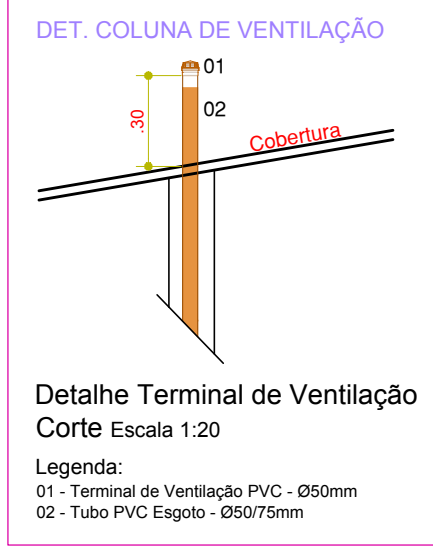 DET. COLUNA DE VENTILAÇÃO
01
02
.30
Cobertura
Detalhe Terminal de Ventilação
Corte Escala 1:20
Legenda:
01 - Terminal de Ventilação PVC - Ø50mm
02 - Tubo PVC Esgoto - Ø50/75mm